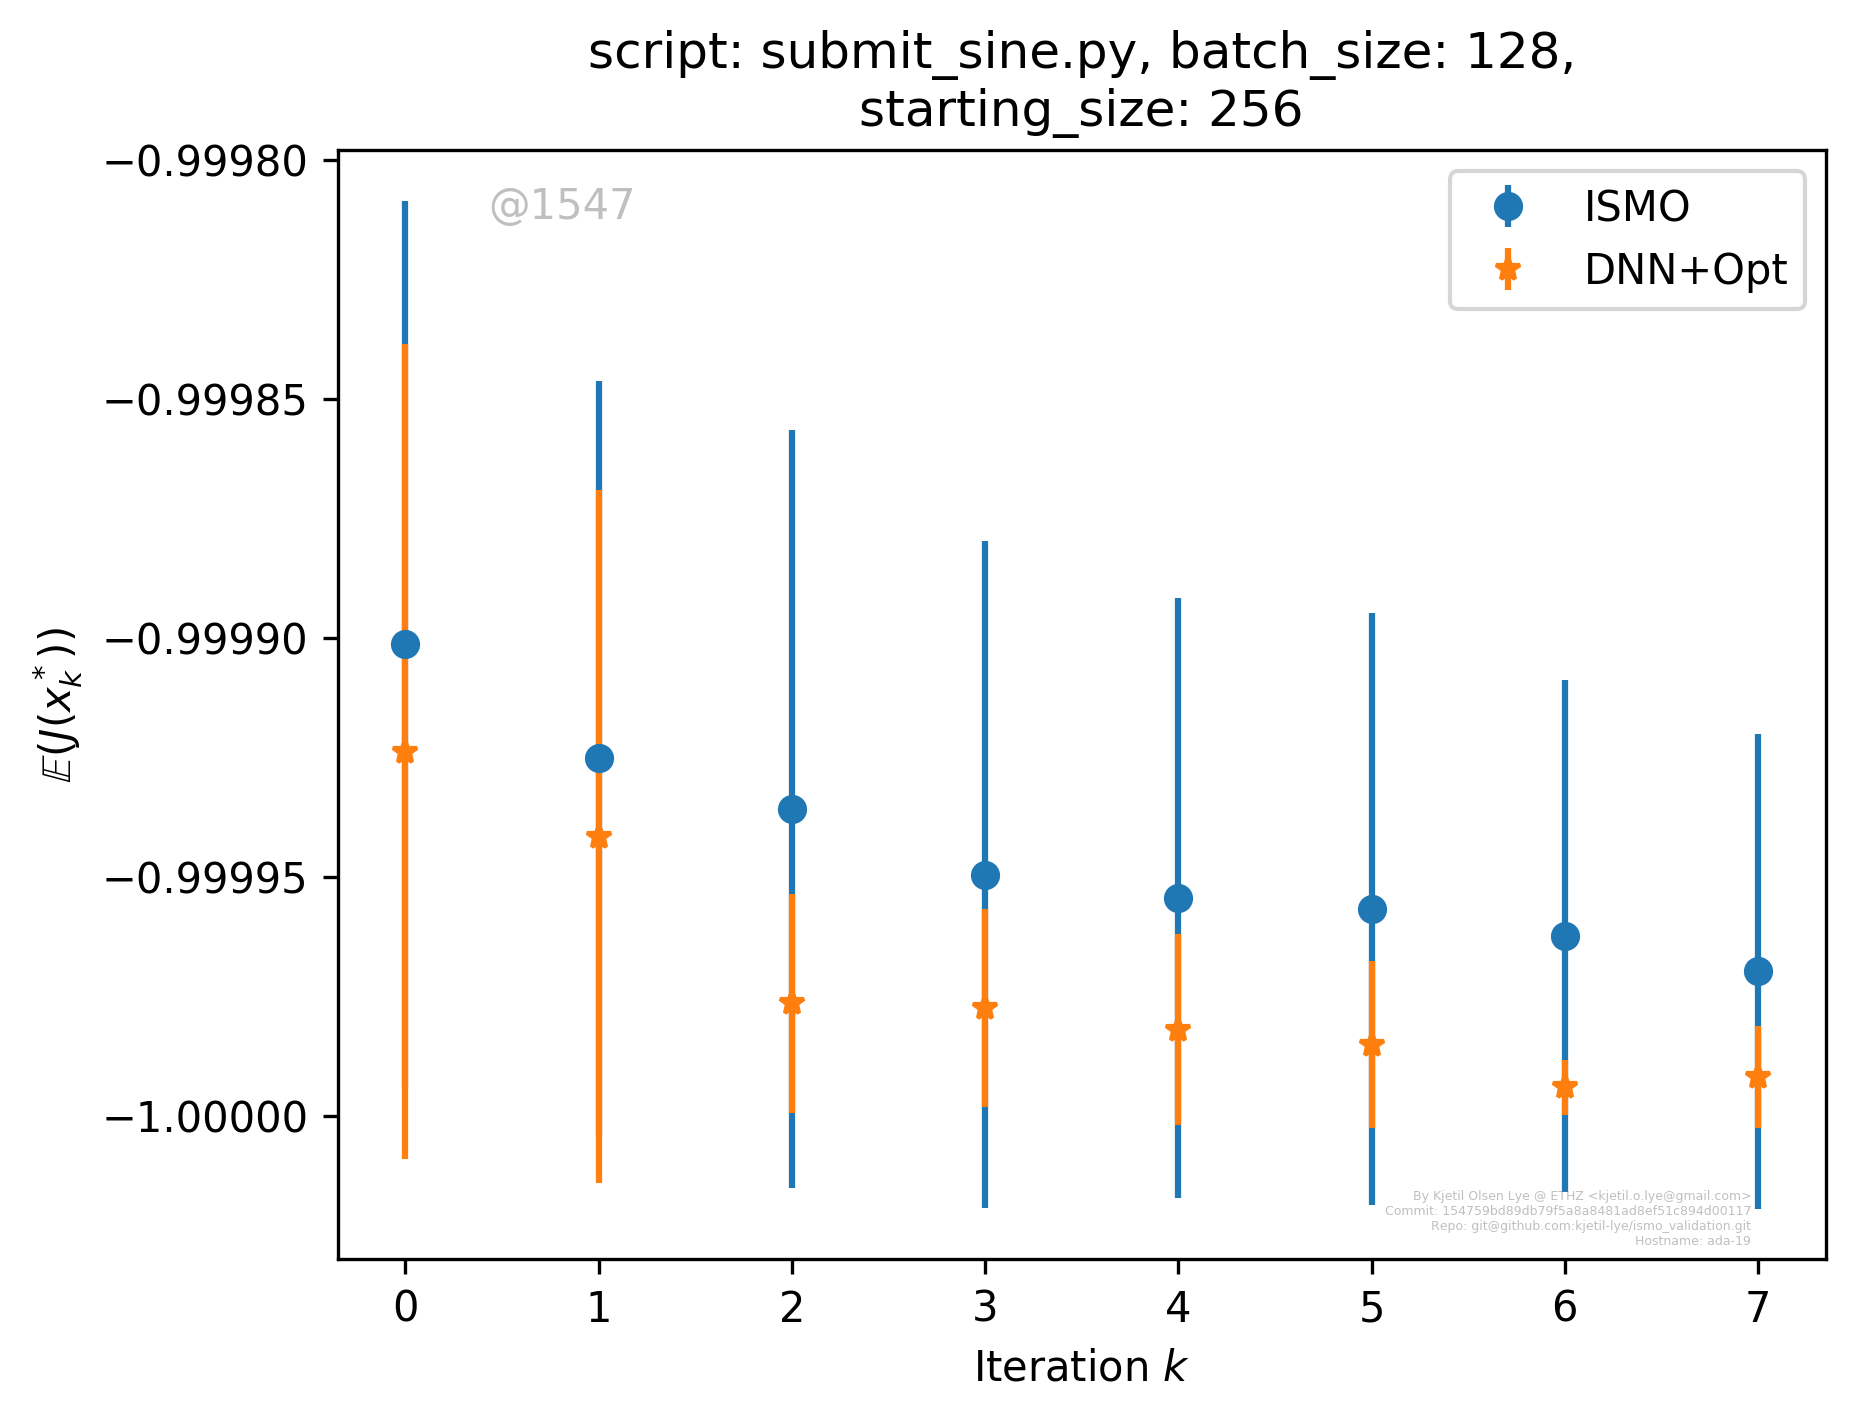 script: submit_sine.py, batch_size: 128,
starting_size: 256
−0.99980
−0.99985
−0.99990
−0.99995
−1.00000
𝔼(J(x*ₖ))
@1547
ISMO
DNN+Opt
By Kjetil Olsen Lye @ ETHZ <kjetil.o.lye@gmail.com>
Commit: 154759bd89db79f5a8a8481ad8ef51c894d00117
Repo: git@github.com:kjetil-lye/ismo_validation.git
Hostname: ada-19
0 1 2 3 4 5 6 7
Iteration k